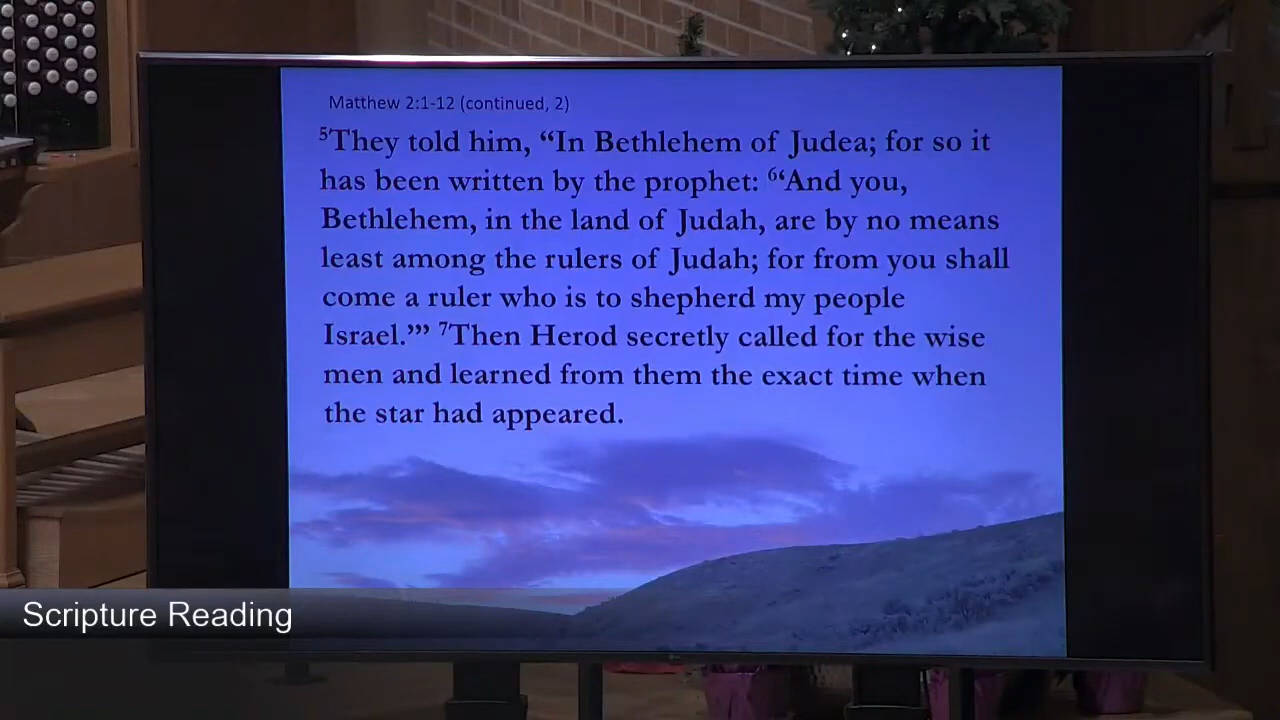 Matthew 2:1-12 (continued, 2)
⁵They told him, “In Bethlehem of Judea; for so it
has been written by the prophet: ⁶‘And you,
Bethlehem, in the land of Judah, are by no means
least among the rulers of Judah; for from you shall
come a ruler who is to shepherd my people
Israel.’” ⁷Then Herod secretly called for the wise
men and learned from them the exact time when
the star had appeared.
Scripture Reading